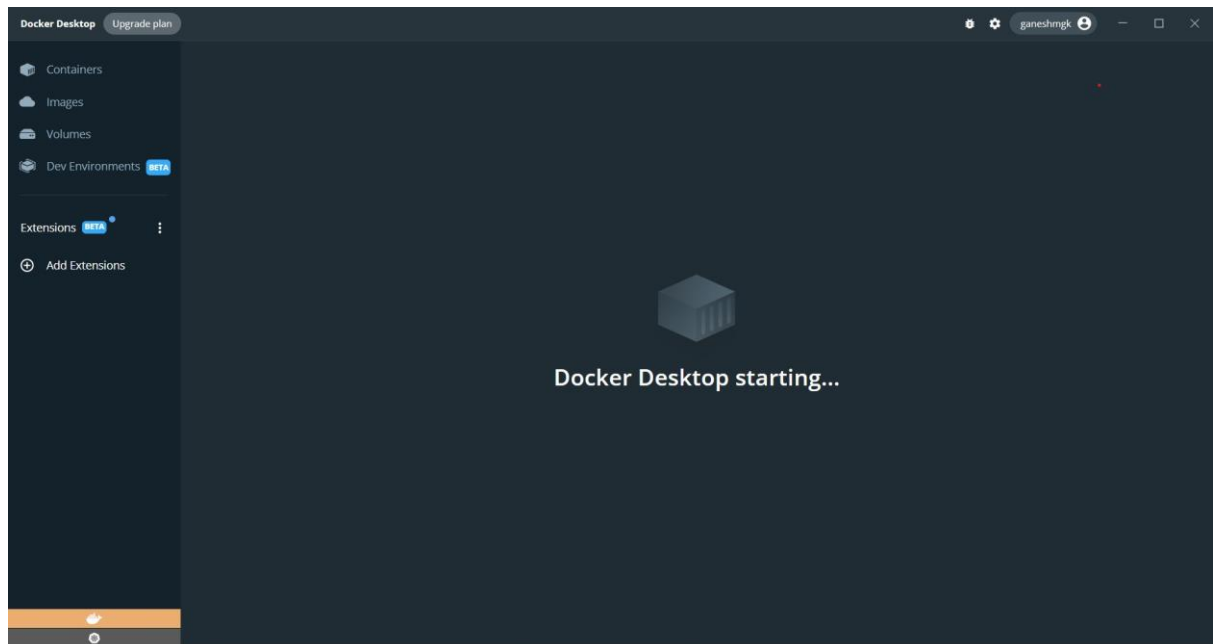 Docker Desktop Upgrade plan ganeshmgk
Containers
Images
Volumes
Dev Environments BETA
Extensions BETA
Add Extensions
Docker Desktop starting...